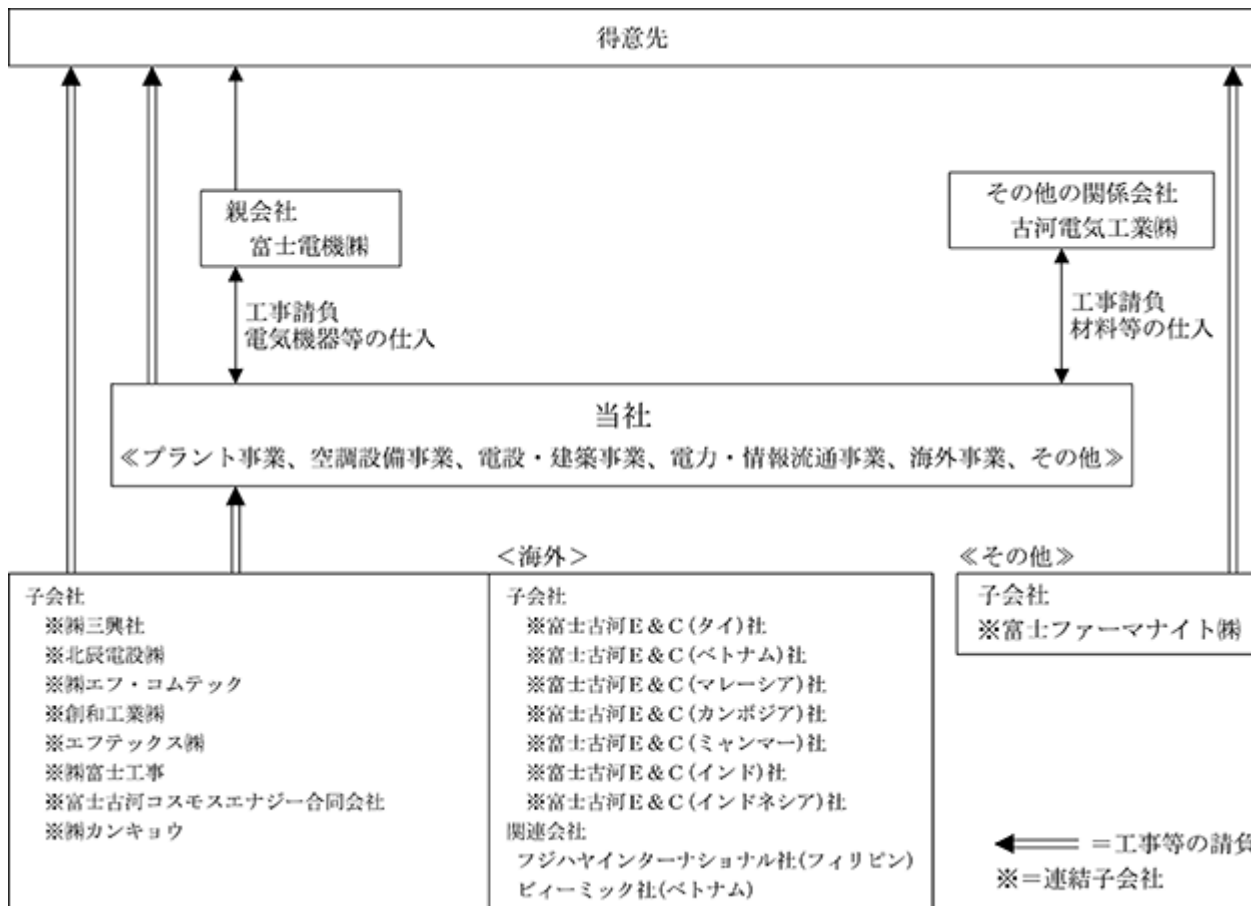 得意先
親会社
富士電機㈱
その他の関係会社
古河電気工業㈱
工事請負
電気機器等の仕入
工事請負
材料等の仕入
当社
≪プラント事業、空調設備事業、電設・建築事業、電力・情報流通事業、海外事業、その他≫
子会社
※㈱三興社
※北辰電設㈱
※㈱エフ・コムテック
※創和工業㈱
※エフテックス㈱
※㈱富士工事
※富士古河コスモスエナジー合同会社
※㈱カンキョウ
＜海外＞
子会社
※富士古河E＆C(タイ)社
※富士古河E＆C(ベトナム)社
※富士古河E＆C(マレーシア)社
※富士古河E＆C(カンボジア)社
※富士古河E＆C(ミャンマー)社
※富士古河E＆C(インド)社
※富士古河E＆C(インドネシア)社
関連会社
フジハヤインターナショナル社(フィリピン)
ビィーミック社(ベトナム)
≪その他≫
子会社
※富士ファーマナイト㈱
＝工事等の請負
※＝連結子会社